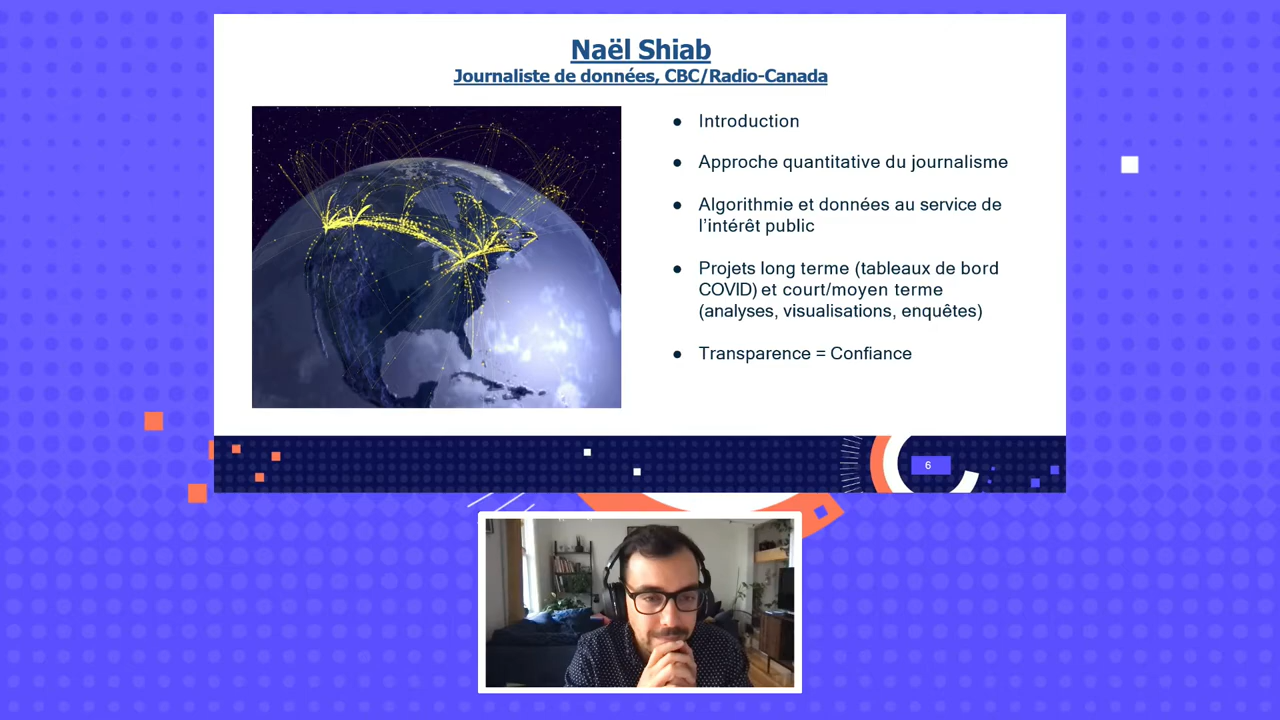 Naël Shiab
Journaliste de données, CBC/Radio-Canada
● Introduction
● Approche quantitative du journalisme
● Algorithmie et données au service de
l’intérêt public
● Projets long terme (tableaux de bord
COVID) et court/moyen terme
(analyses, visualisations, enquêtes)
● Transparence = Confiance
6